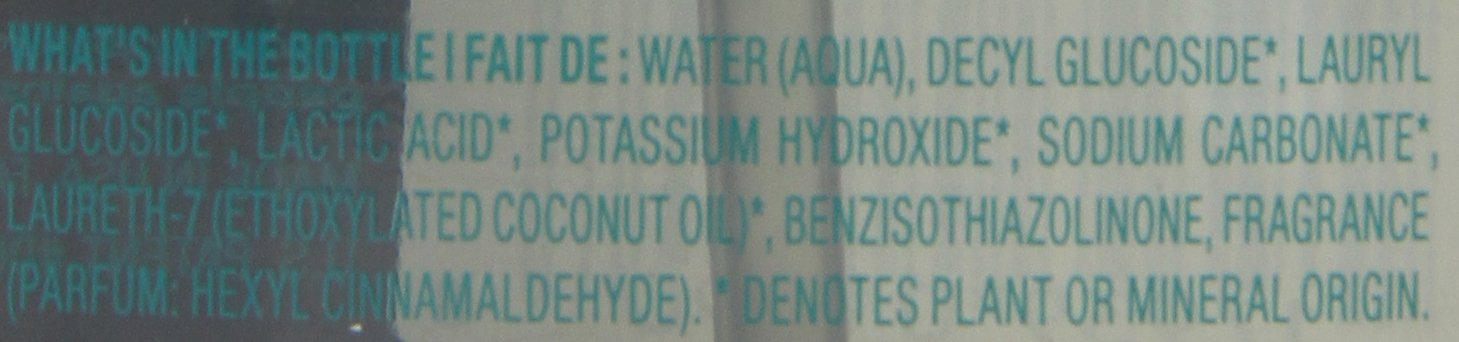 WHAT'S IN THE BOTTLE | FAIT DE : WATER (AQUA), DECYL GLUCOSIDE*, LAURYL
GLUCOSIDE*, LACTIC ACID*, POTASSIUM HYDROXIDE*, SODIUM CARBONATE*,
LAURETH-7 (ETHOXYLATED COCONUT OIL)*, BENZISOTHIAZOLINONE, FRAGRANCE
(PARFUM: HEXYL CINNAMALDEHYDE). * DENOTES PLANT OR MINERAL ORIGIN.